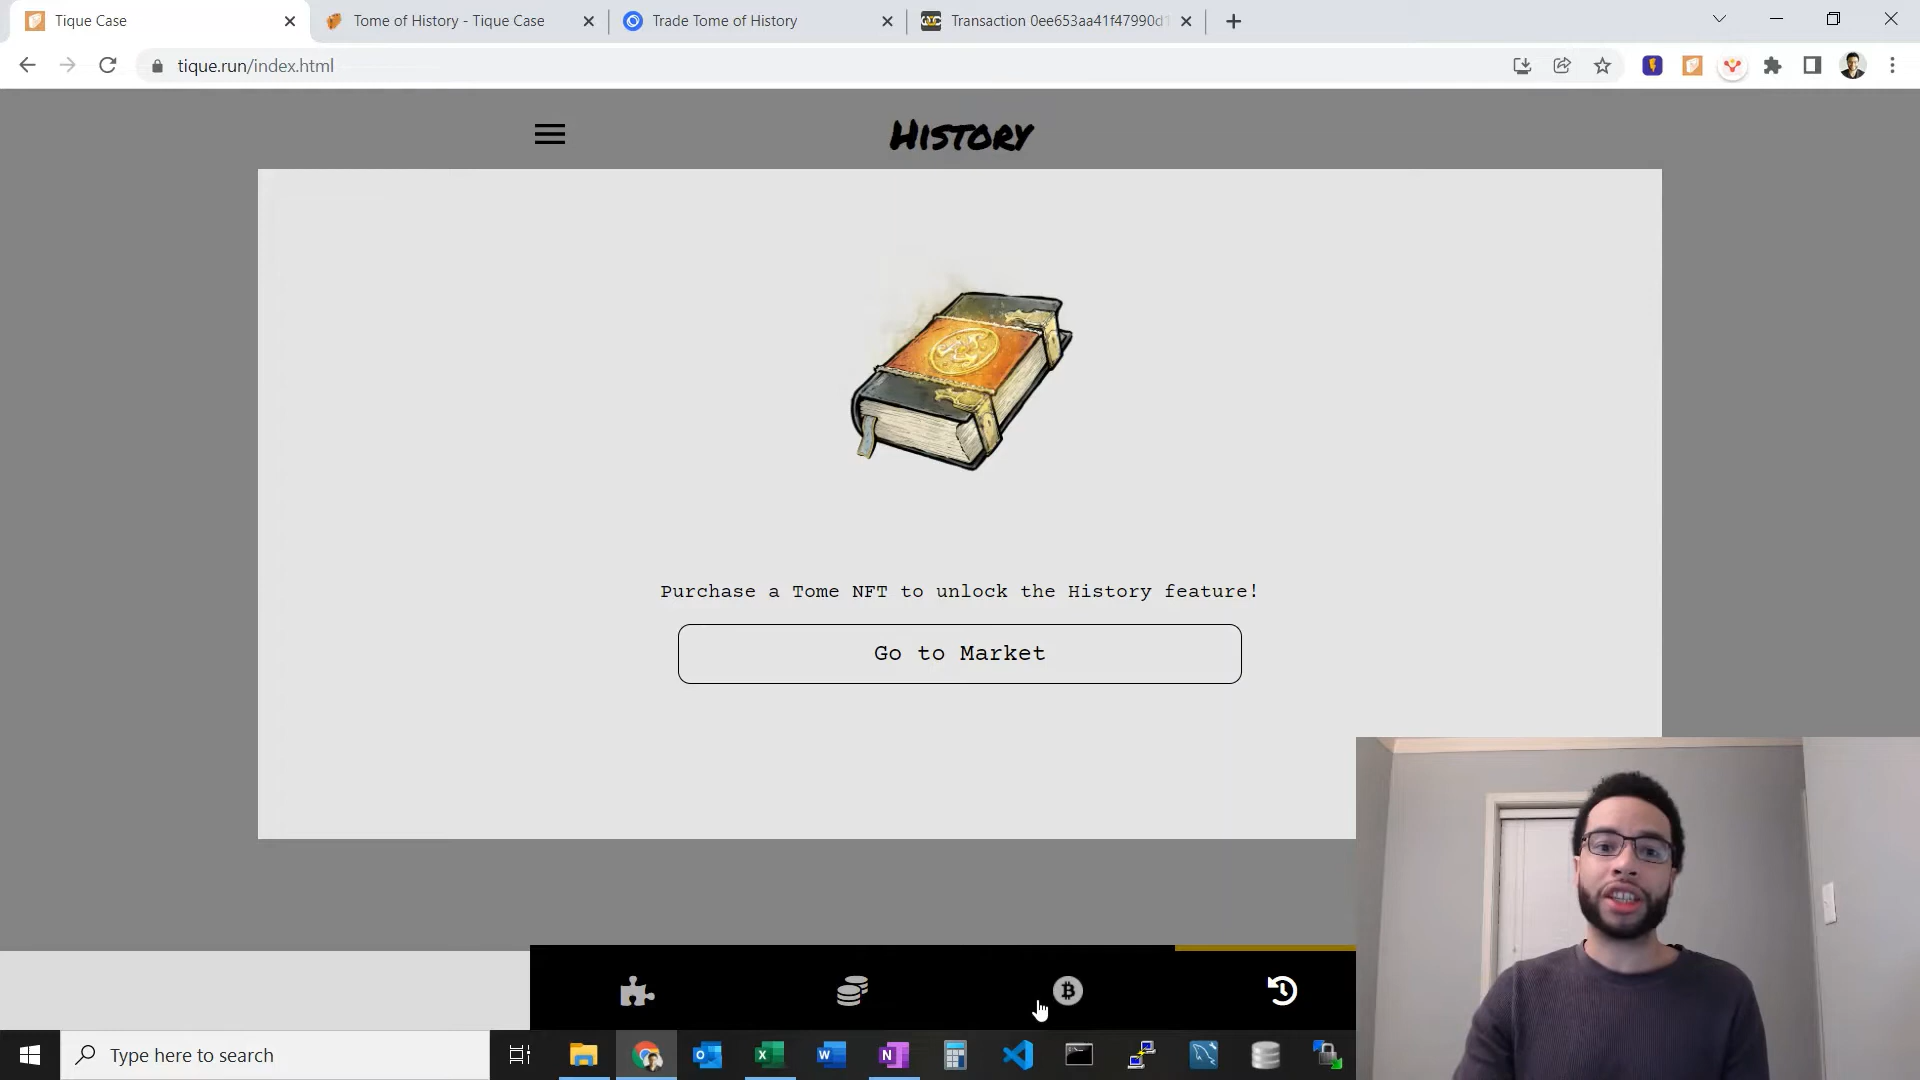 Tique Case
Tome of History - Tique Case
Trade Tome of History
Transaction 0ee653aa41f47990d1
tique.run/index.html
History
Purchase a Tome NFT to unlock the History feature!
Go to Market
Type here to search